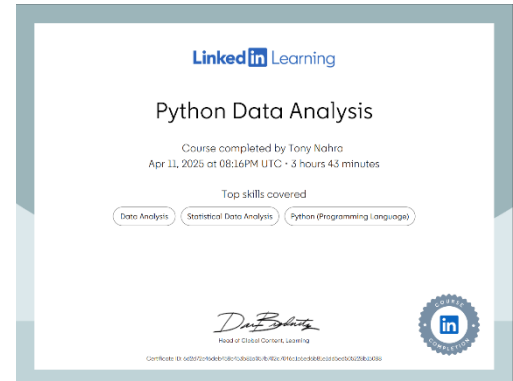 Linked in Learning
Python Data Analysis
Course completed by Tony Nahra
Apr 11, 2025 at 08:16PM UTC • 3 hours 43 minutes
Top skills covered
Data Analysis Statistical Data Analysis Python (Programming Language)
Head of Global Content, Learning
Certificate ID:
COURSE
in
COMPLETION